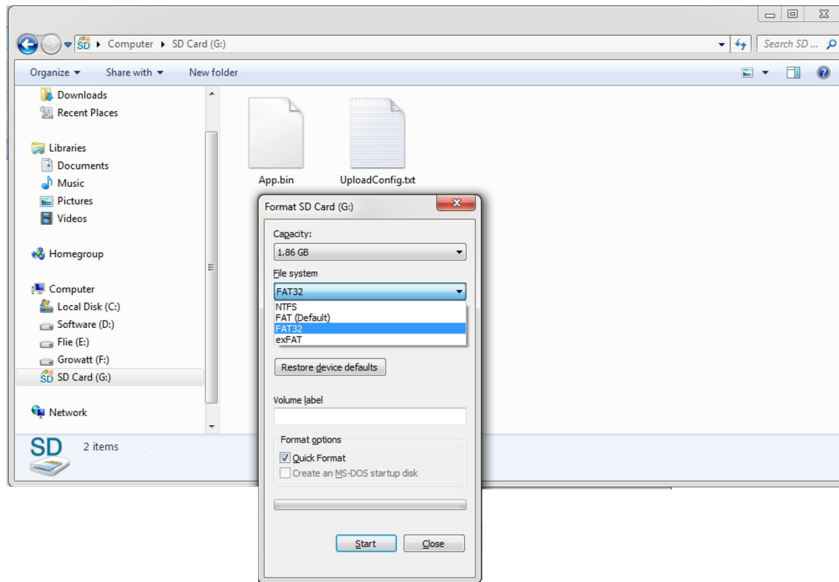 SD Computer SD Card (G:) Search SD ...
Organize Share with New folder
Downloads
Recent Places
Libraries
Documents
Music
Pictures
Videos
Homegroup
Computer
Local Disk (C:)
Software (D:)
Flie (E:)
Growatt (F:)
SD SD Card (G:)
Network
App.bin UploadConfig.txt
Format SD Card (G:)
Capacity:
1.86 GB
File system
FAT32
NTFS
FAT (Default)
FAT32
exFAT
Restore device defaults
Volume label
Format options
Quick Format
Create an MS-DOS startup disk
Start Close
SD 2 items